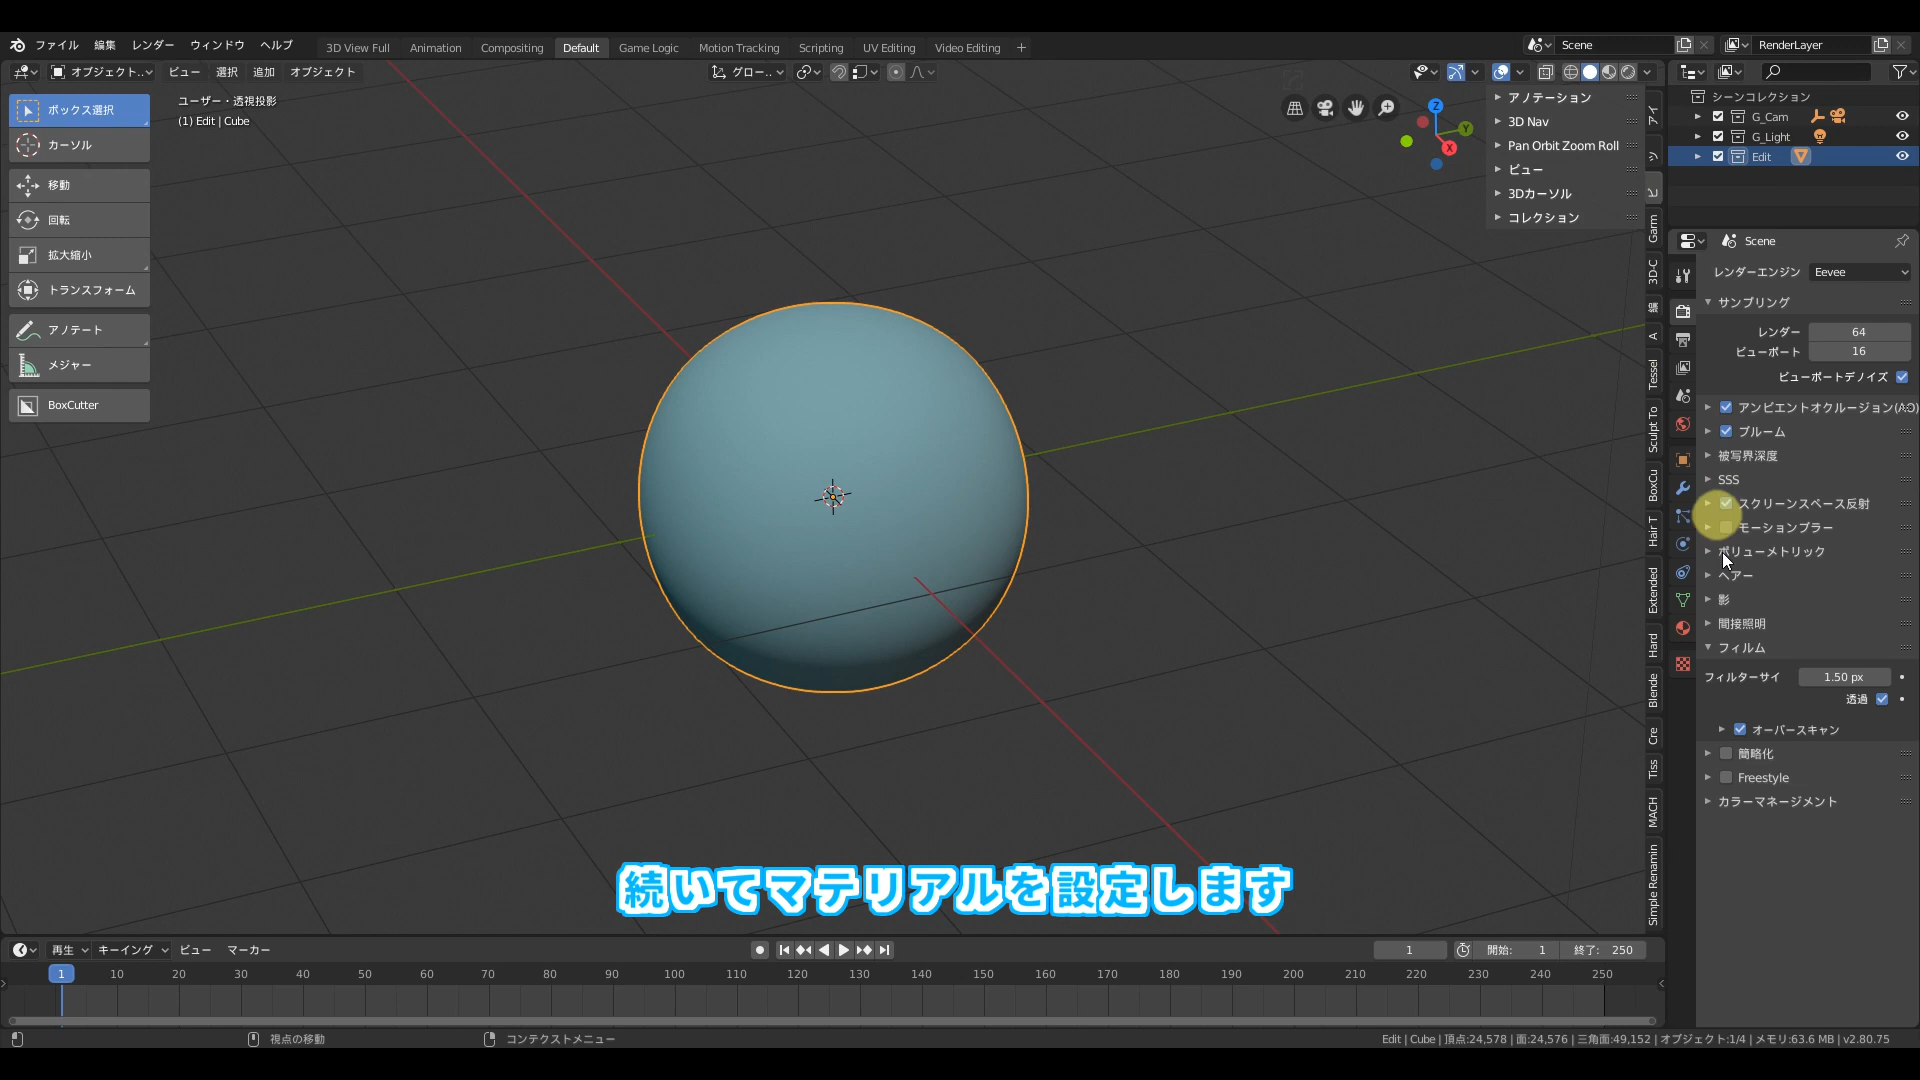 ファイル 編集 レンダー ウィンドウ ヘルプ 3D View Full Animation Compositing Default Game Logic Motion Tracking Scripting UV Editing Video Editing + Scene RenderLayer
オブジェクト.. ビュー 選択 追加 オブジェクト グロー..
ユーザー・透視投影
(1) Edit | Cube
ボックス選択
カーソル
移動
回転
拡大縮小
トランスフォーム
アノテート
メジャー
BoxCutter
Z
Y
X
アノテーション
3D Nav
Pan Orbit Zoom Roll
ビュー
3Dカーソル
コレクション
アイ
ツ
ビ
Garm
3D-C
編
A
Tessel
Sculpt To
BoxCu
Hair T
Extended
Hard
Blende
Cre
Tiss
MACH
Simple Renamin
シーンコレクション
G_Cam
G_Light
Edit
Scene
レンダーエンジン Eevee
サンプリング
レンダー 64
ビューポート 16
ビューポートデノイズ
アンビエントオクルージョン(AO)
ブルーム
被写界深度
SSS
スクリーンスペース反射
モーションブラー
ボリューメトリック
ヘアー
影
間接照明
フィルム
フィルターサイ 1.50 px
透過
オーバースキャン
簡略化
Freestyle
カラーマネージメント
続いてマテリアルを設定します
再生 キーイング ビュー マーカー 1 開始: 1 終了: 250
1 10 20 30 40 50 60 70 80 90 100 110 120 130 140 150 160 170 180 190 200 210 220 230 240 250
視点の移動 コンテクストメニュー Edit | Cube | 頂点:24,578 | 面:24,576 | 三角面:49,152 | オブジェクト:1/4 | メモリ:63.6 MB | v2.80.75